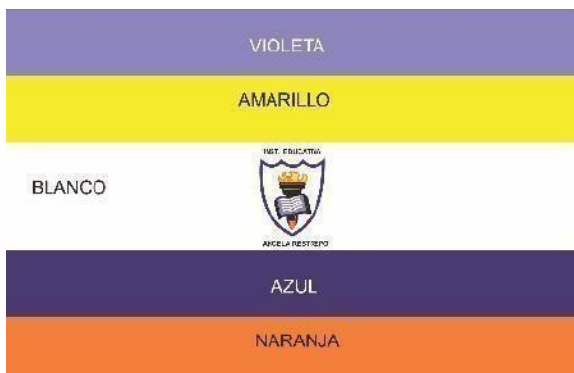 VIOLETA
AMARILLO
INST. EDUCATIVA
BLANCO
ANGELA RESTREPO
AZUL
NARANJA